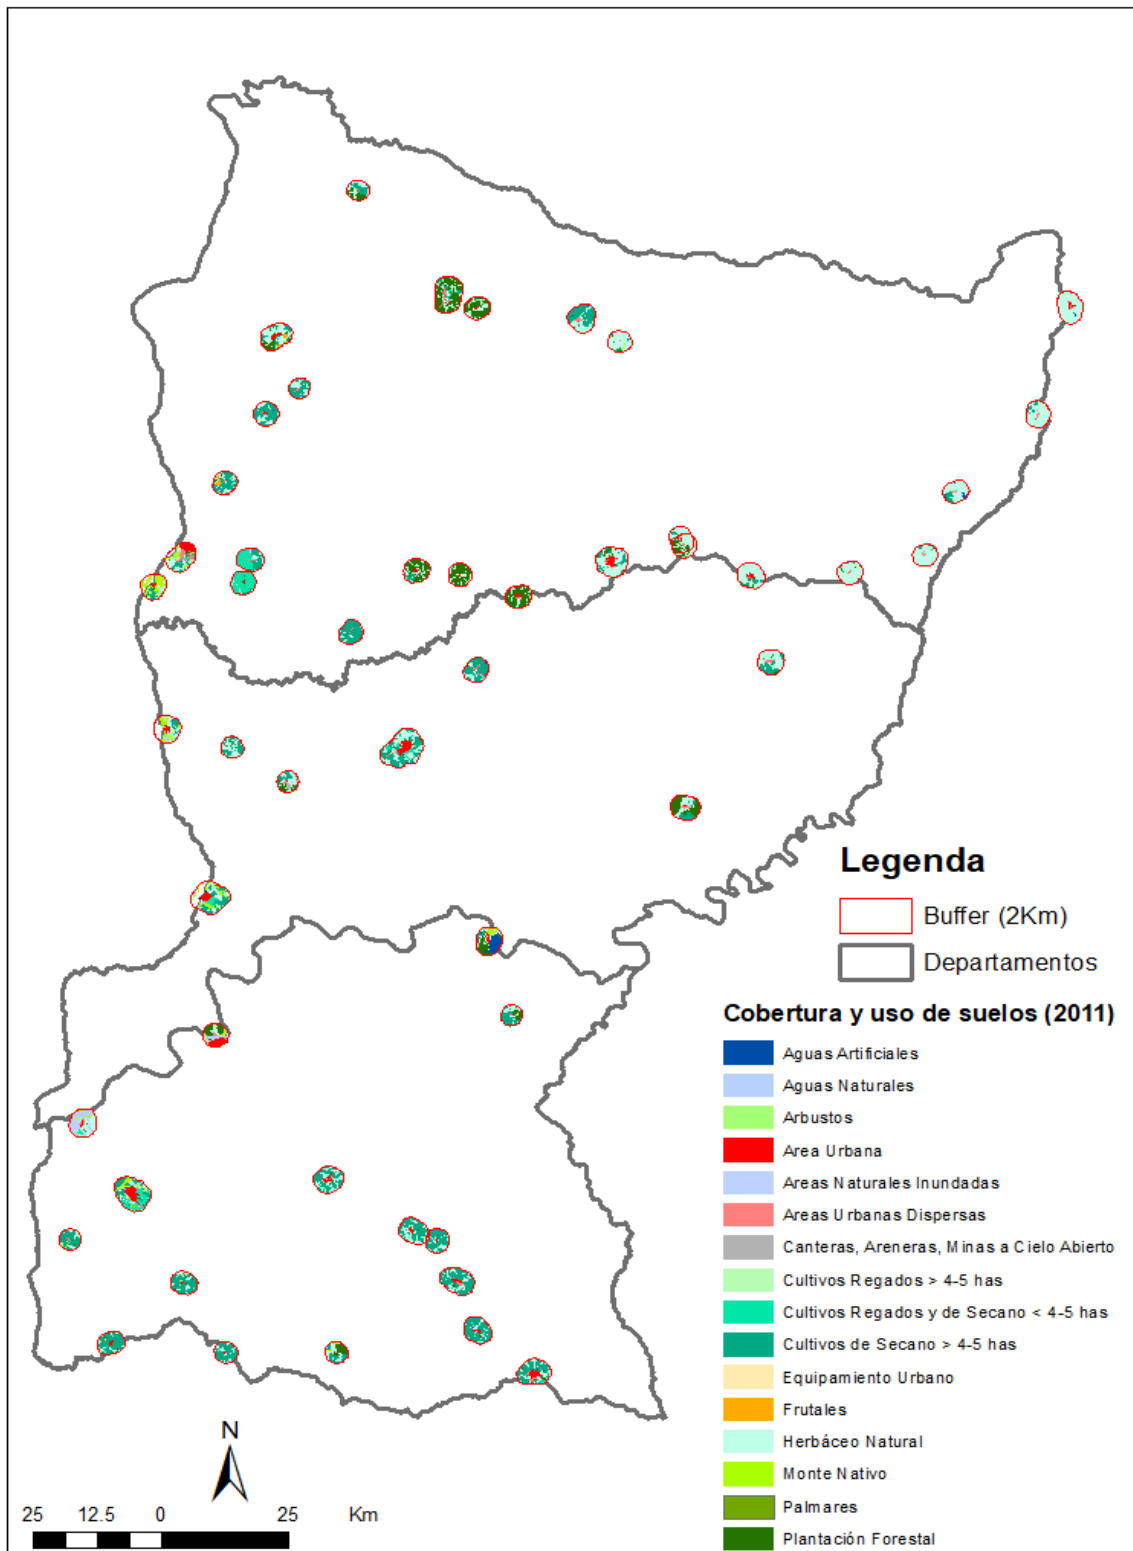 Legenda
Buffer (2Km)
Departamentos
Cobertura y uso de suelos (2011)
Aguas Artificiales
Aguas Naturales
Arbustos
Area Urbana
Areas Naturales Inundadas
Areas Urbanas Dispersas
Canteras, Areneras, Minas a Cielo Abierto
Cultivos Regados > 4-5 has
Cultivos Regados y de Secano < 4-5 has
Cultivos de Secano > 4-5 has
Equipamiento Urbano
Frutales
Herbáceo Natural
Monte Nativo
Palmares
Plantación Forestal
N
25 12.5 0 25 Km